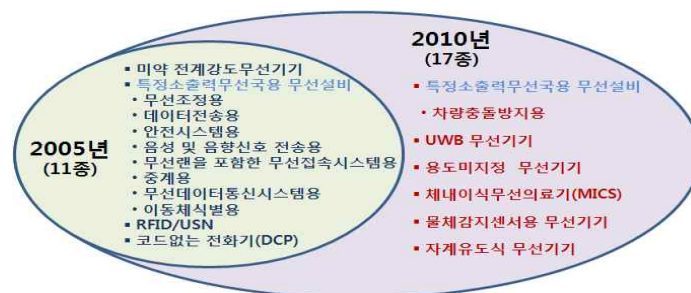 2005년
(11종)
▪ 미약 전계강도무선기기
▪ 특정소출력무선국용 무선설비
• 무선조정용
• 데이터전송용
• 안전시스템용
• 음성 및 음향신호 전송용
• 무선랜을 포함한 무선접속시스템용
• 중계용
• 무선데이터통신시스템용
• 이동체식별용
▪ RFID/USN
▪ 코드없는 전화기(DCP)
2010년
(17종)
▪ 특정소출력무선국용 무선설비
• 차량충돌방지용
▪ UWB 무선기기
▪ 용도미지정 무선기기
▪ 체내이식무선의료기(MICS)
▪ 물체감지센서용 무선기기
▪ 자계유도식 무선기기